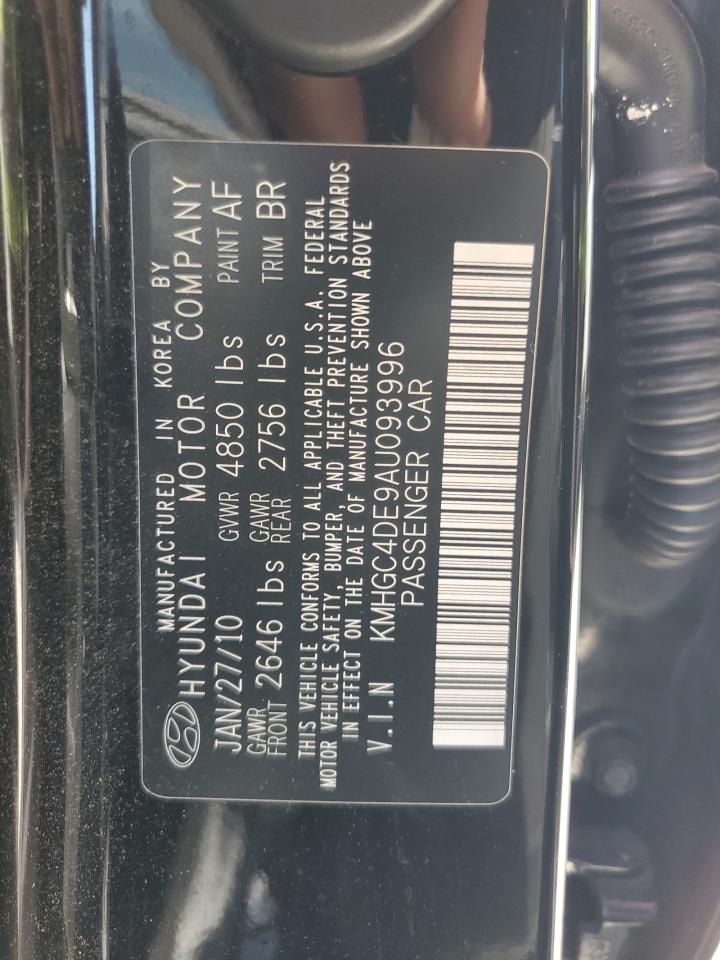 MANUFACTURED IN KOREA BY
HYUNDAI MOTOR COMPANY
JAN/27/10 GVWR 4850 lbs PAINT AF
GAWR FRONT 2646 lbs GAWR REAR 2756 lbs TRIM BR
THIS VEHICLE CONFORMS TO ALL APPLICABLE U.S.A. FEDERAL
MOTOR VEHICLE SAFETY, BUMPER, AND THEFT PREVENTION STANDARDS
IN EFFECT ON THE DATE OF MANUFACTURE SHOWN ABOVE
V.I.N KMHGC4DE9AU093996
PASSENGER CAR